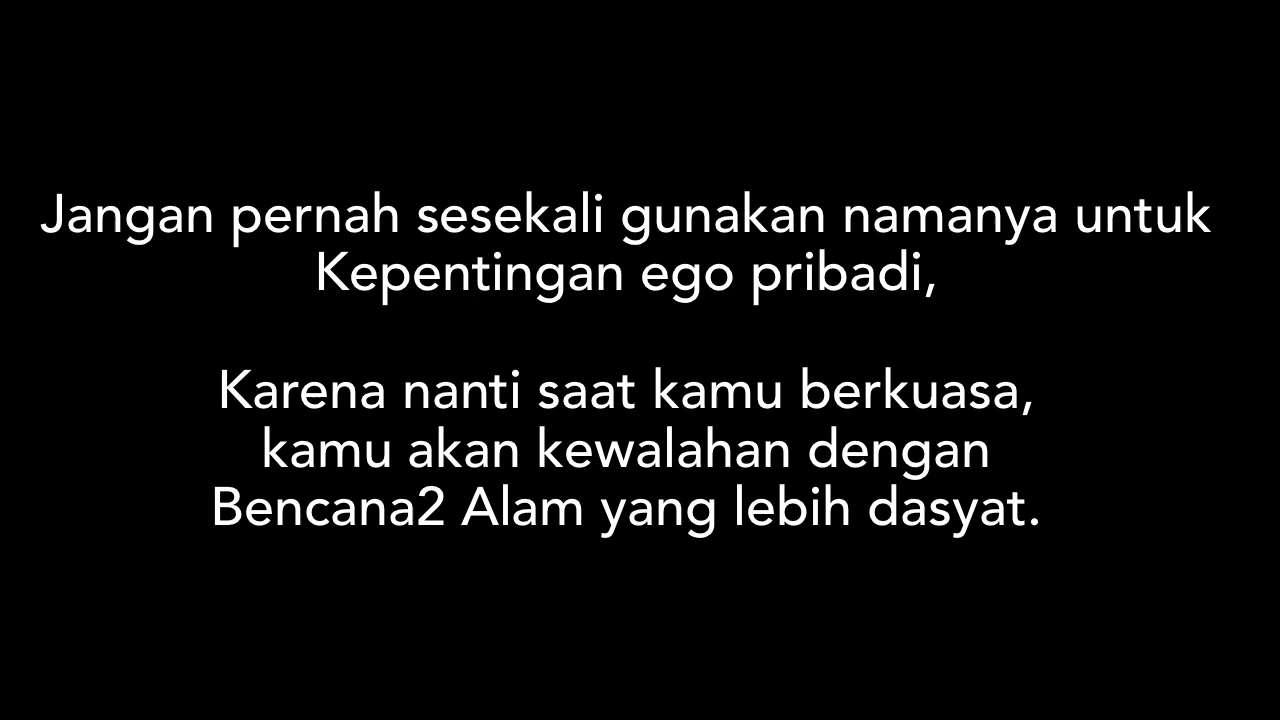 Jangan pernah sesekali gunakan namanya untuk
Kepentingan ego pribadi,
Karena nanti saat kamu berkuasa,
kamu akan kewalahan dengan
Bencana2 Alam yang lebih dasyat.